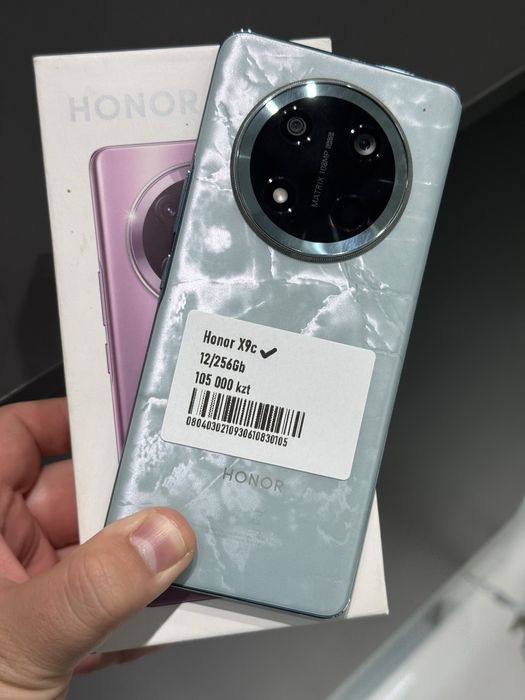 HONOR
MATRIX 108MP
Honor X9c ✔
12/256Gb
105 000 kzt
0804030210930610830105
HONOR